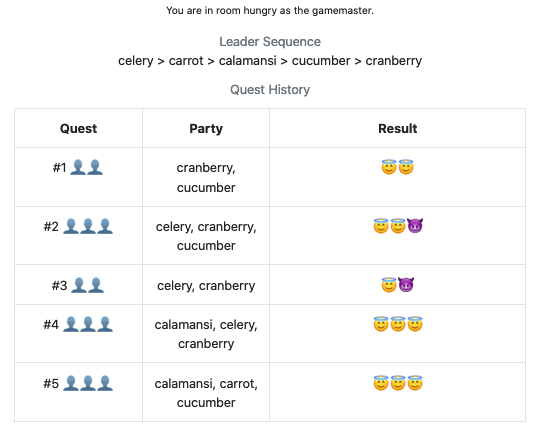 You are in room hungry as the gamemaster.
Leader Sequence
celery > carrot > calamansi > cucumber > cranberry
Quest History
Quest Party Result
#1 👤👤 cranberry, 😇😇
cucumber
#2 👤👤👤 celery, cranberry, 😇😇😈
cucumber
#3 👤👤 celery, cranberry 😇😈
#4 👤👤👤 calamansi, celery, 😇😇😇
cranberry
#5 👤👤👤 calamansi, carrot, 😇😇😇
cucumber